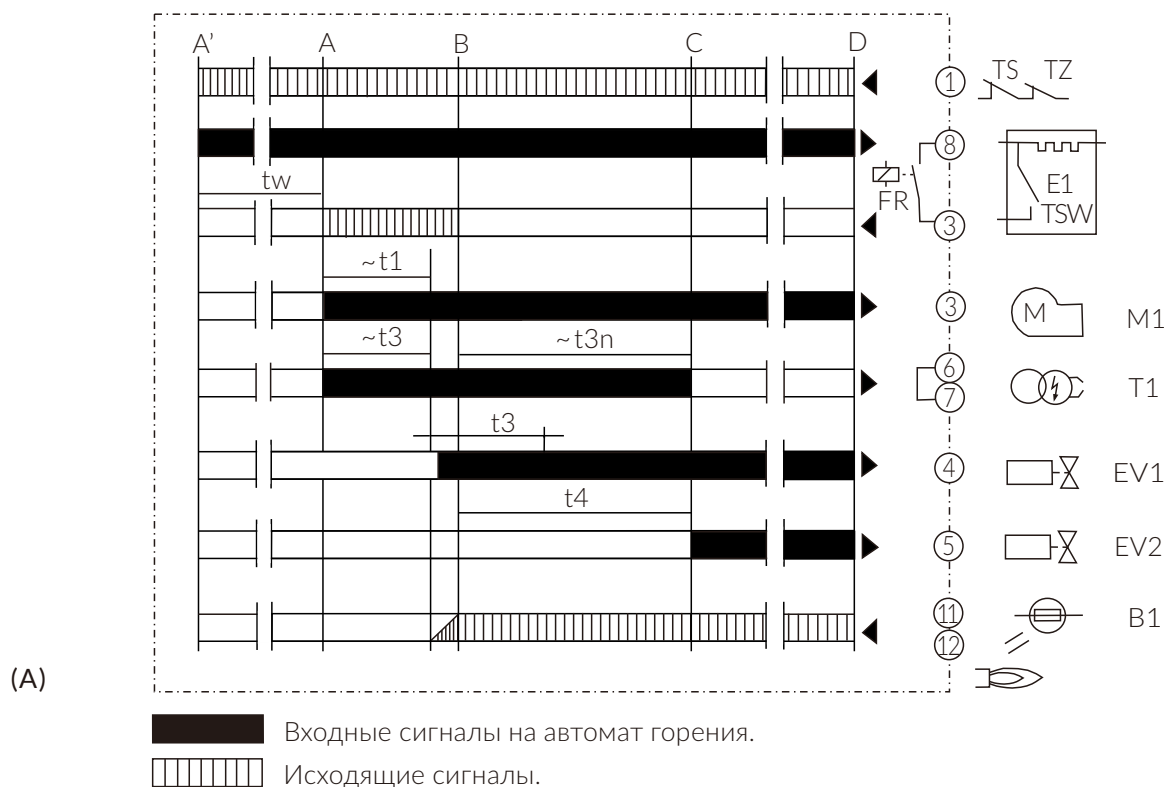 A' A B C D
1 TS TZ
8
tw
E1
FR
TSW
3
~t1
3 M M1
~t3 ~t3n
6
7 T1
t3
4 EV1
t4
5 EV2
11
B1
12
(A)
Входные сигналы на автомат горения.
Исходящие сигналы.